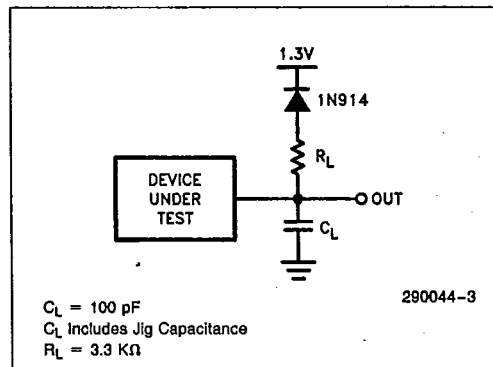 1.3V
1N914
RL
DEVICE
UNDER
TEST
OUT
CL
290044-3
CL = 100 pF
CL Includes Jig Capacitance
RL = 3.3 KΩ